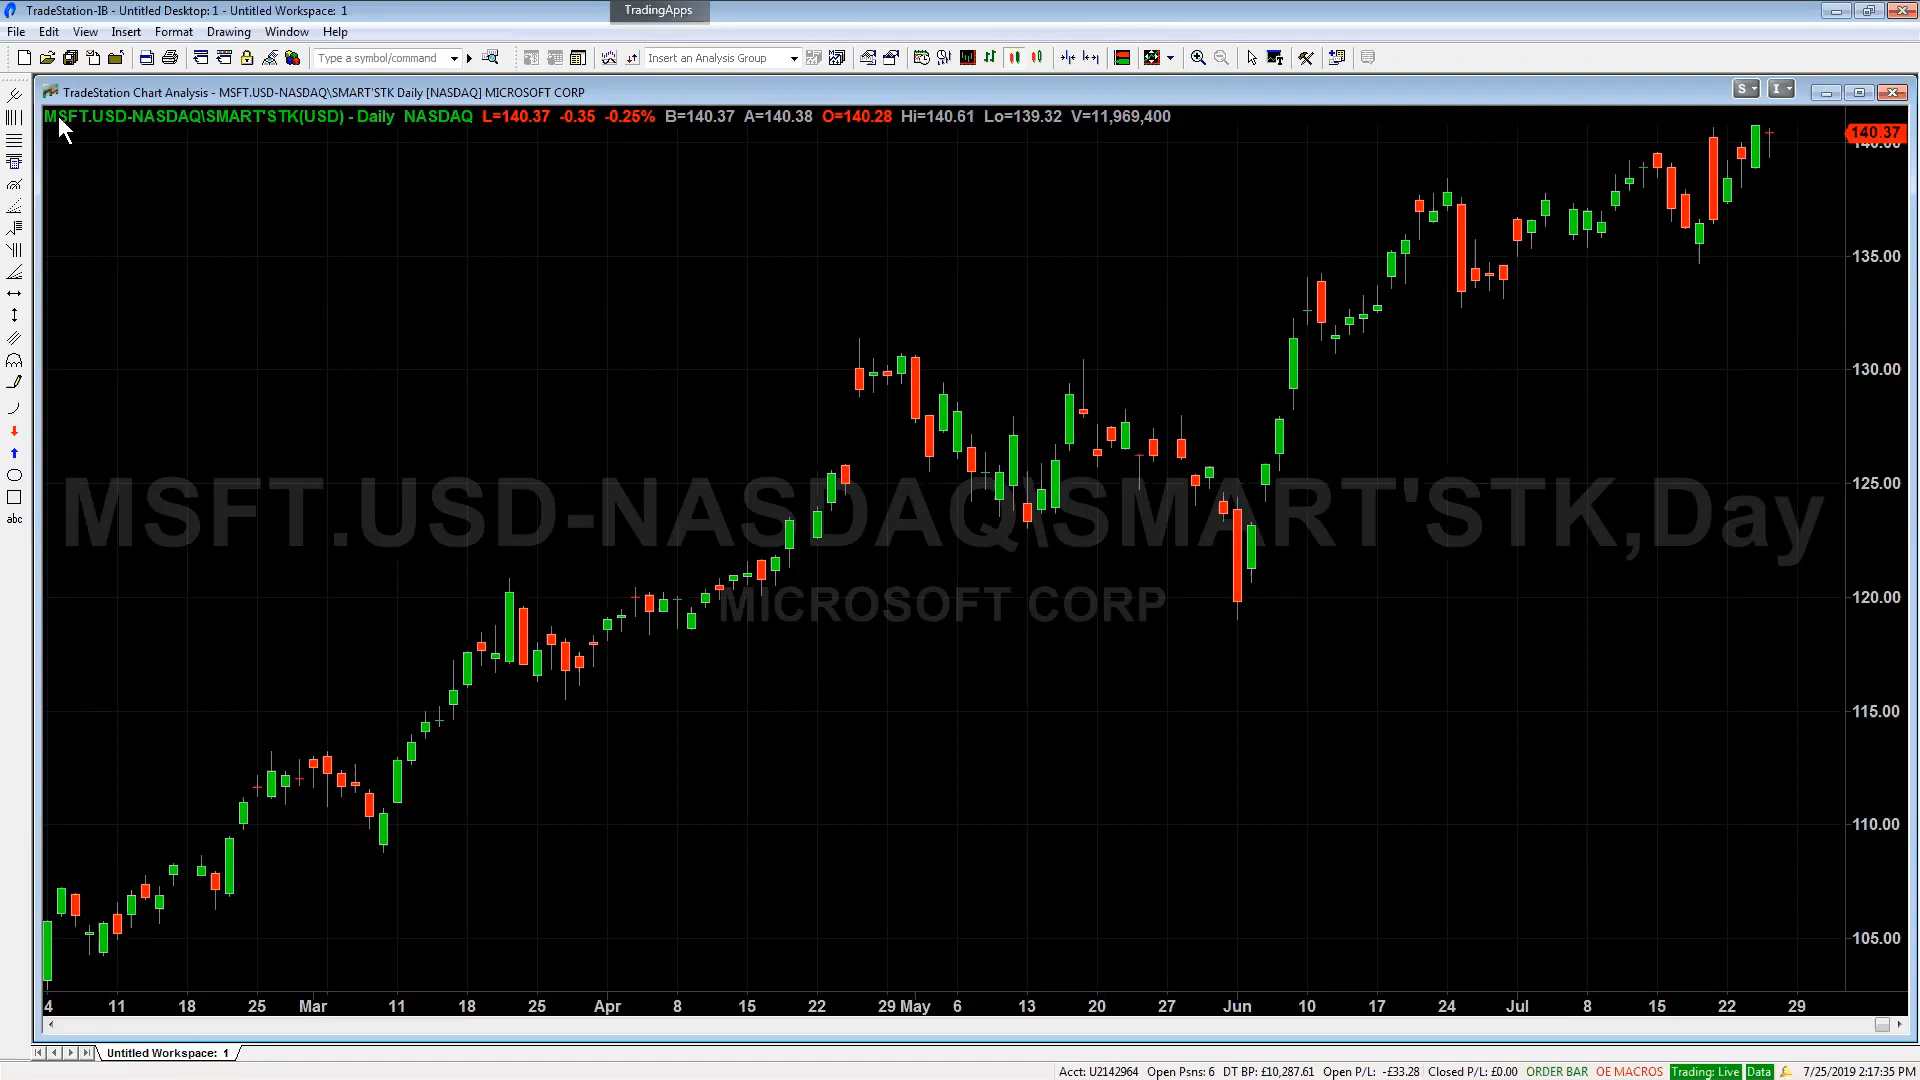 TradeStation-IB - Untitled Desktop: 1 - Untitled Workspace: 1
TradingApps
File Edit View Insert Format Drawing Window Help
Type a symbol/command
Insert an Analysis Group
TradeStation Chart Analysis - MSFT.USD-NASDAQ\SMART'STK Daily [NASDAQ] MICROSOFT CORP
S I
MSFT.USD-NASDAQ\SMART'STK(USD) - Daily NASDAQ L=140.37 -0.35 -0.25% B=140.37 A=140.38 O=140.28 Hi=140.61 Lo=139.32 V=11,969,400
140.37
140.00
135.00
130.00
125.00
MSFT.USD-NASDAQ\SMART'STK,Day
abc
120.00
MICROSOFT CORP
115.00
110.00
105.00
4 11 18 25 Mar 11 18 25 Apr 8 15 22 29 May 6 13 20 27 Jun 10 17 24 Jul 8 15 22 29
Untitled Workspace: 1
Acct: U2142964 Open Psns: 6 DT BP: £10,287.61 Open P/L: -£33.28 Closed P/L: £0.00 ORDER BAR OE MACROS Trading: Live Data 7/25/2019 2:17:35 PM